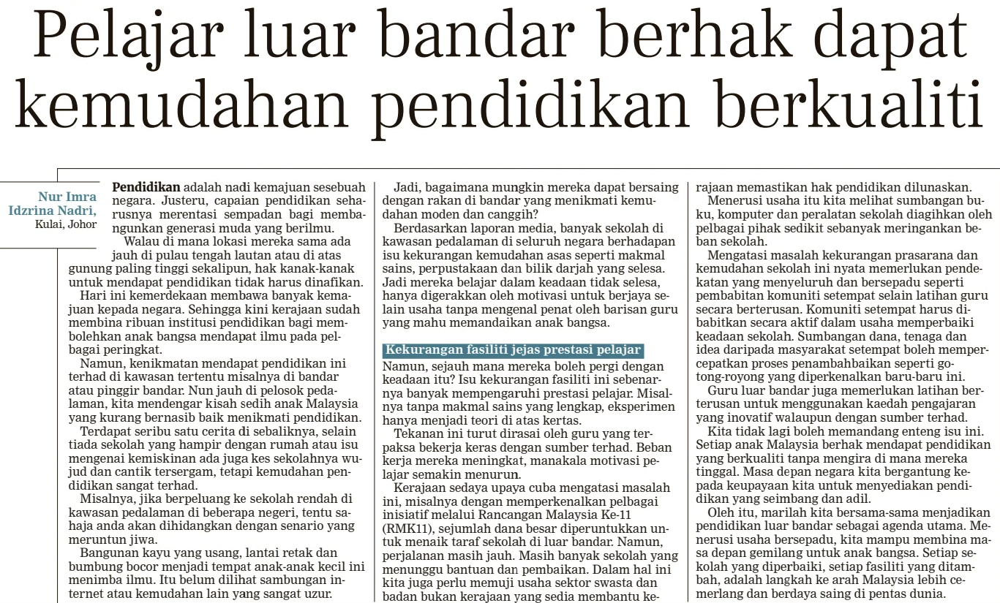 Pelajar luar bandar berhak dapat
kemudahan pendidikan berkualiti
Nur Imra
Idzrina Nadri,
Kulai, Johor
Pendidikan adalah nadi kemajuan sesebuah
negara. Justeru, capaian pendidikan seha-
rusnya merentasi sempadan bagi memba-
ngunkan generasi muda yang berilmu.
Walau di mana lokasi mereka sama ada
jauh di pulau tengah lautan atau di atas
gunung paling tinggi sekalipun, hak kanak-kanak
untuk mendapat pendidikan tidak harus dinafikan.
Hari ini kemerdekaan membawa banyak kema-
juan kepada negara. Sehingga kini kerajaan sudah
membina ribuan institusi pendidikan bagi mem-
bolehkan anak bangsa mendapat ilmu pada pel-
bagai peringkat.
Namun, kenikmatan mendapat pendidikan ini
terhad di kawasan tertentu misalnya di bandar
atau pinggir bandar. Nun jauh di pelosok peda-
laman, kita mendengar kisah sedih anak Malaysia
yang kurang bernasib baik menikmati pendidikan.
Terdapat seribu satu cerita di sebaliknya, selain
tiada sekolah yang hampir dengan rumah atau isu
mengenai kemiskinan ada juga kes sekolahnya wu-
jud dan cantik tersergam, tetapi kemudahan pen-
didikan sangat terhad.
Misalnya, jika berpeluang ke sekolah rendah di
kawasan pedalaman di beberapa negeri, tentu sa-
haja anda akan dihidangkan dengan senario yang
meruntun jiwa.
Bangunan kayu yang usang, lantai retak dan
bumbung bocor menjadi tempat anak-anak kecil ini
menimba ilmu. Itu belum dilihat sambungan in-
ternet atau kemudahan lain yang sangat uzur.
Jadi, bagaimana mungkin mereka dapat bersaing
dengan rakan di bandar yang menikmati kemu-
dahan moden dan canggih?
Berdasarkan laporan media, banyak sekolah di
kawasan pedalaman di seluruh negara berhadapan
isu kekurangan kemudahan asas seperti makmal
sains, perpustakaan dan bilik darjah yang selesa.
Jadi mereka belajar dalam keadaan tidak selesa,
hanya digerakkan oleh motivasi untuk berjaya se-
lain usaha tanpa mengenal penat oleh barisan guru
yang mahu memandaikan anak bangsa.
Kekurangan fasiliti jejas prestasi pelajar
Namun, sejauh mana mereka boleh pergi dengan
keadaan itu? Isu kekurangan fasiliti ini sebenar-
nya banyak mempengaruhi prestasi pelajar. Misal-
nya tanpa makmal sains yang lengkap, eksperimen
hanya menjadi teori di atas kertas.
Tekanan ini turut dirasai oleh guru yang ter-
paksa bekerja keras dengan sumber terhad. Beban
kerja mereka meningkat, manakala motivasi pe-
lajar semakin menurun.
Kerajaan sedaya upaya cuba mengatasi masalah
ini, misalnya dengan memperkenalkan pelbagai
inisiatif melalui Rancangan Malaysia Ke-11
(RMK11), sejumlah dana besar diperuntukkan un-
tuk menaik taraf sekolah di luar bandar. Namun,
perjalanan masih jauh. Masih banyak sekolah yang
menunggu bantuan dan pembaikan. Dalam hal ini
kita juga perlu memuji usaha sektor swasta dan
badan bukan kerajaan yang sedia membantu ke-
rajaan memastikan hak pendidikan dilunaskan.
Menerusi usaha itu kita melihat sumbangan bu-
ku, komputer dan peralatan sekolah diagihkan oleh
pelbagai pihak sedikit sebanyak meringankan be-
ban sekolah.
Mengatasi masalah kekurangan prasarana dan
kemudahan sekolah ini nyata memerlukan pende-
katan yang menyeluruh dan bersepadu seperti
pembabitan komuniti setempat selain latihan guru
secara berterusan. Komuniti setempat harus di-
babitkan secara aktif dalam usaha memperbaiki
keadaan sekolah. Sumbangan dana, tenaga dan
idea daripada masyarakat setempat boleh memper-
cepatkan proses penambahbaikan seperti go-
tong-royong yang diperkenalkan baru-baru ini.
Guru luar bandar juga memerlukan latihan ber-
terusan untuk menggunakan kaedah pengajaran
yang inovatif walaupun dengan sumber terhad.
Kita tidak lagi boleh memandang enteng isu ini.
Setiap anak Malaysia berhak mendapat pendidikan
yang berkualiti tanpa mengira di mana mereka
tinggal. Masa depan negara kita bergantung ke-
pada keupayaan kita untuk menyediakan pendi-
dikan yang seimbang dan adil.
Oleh itu, marilah kita bersama-sama menjadikan
pendidikan luar bandar sebagai agenda utama. Me-
nerusi usaha bersepadu, kita mampu membina ma-
sa depan gemilang untuk anak bangsa. Setiap se-
kolah yang diperbaiki, setiap fasiliti yang ditam-
bah, adalah langkah ke arah Malaysia lebih ce-
merlang dan berdaya saing di pentas dunia.